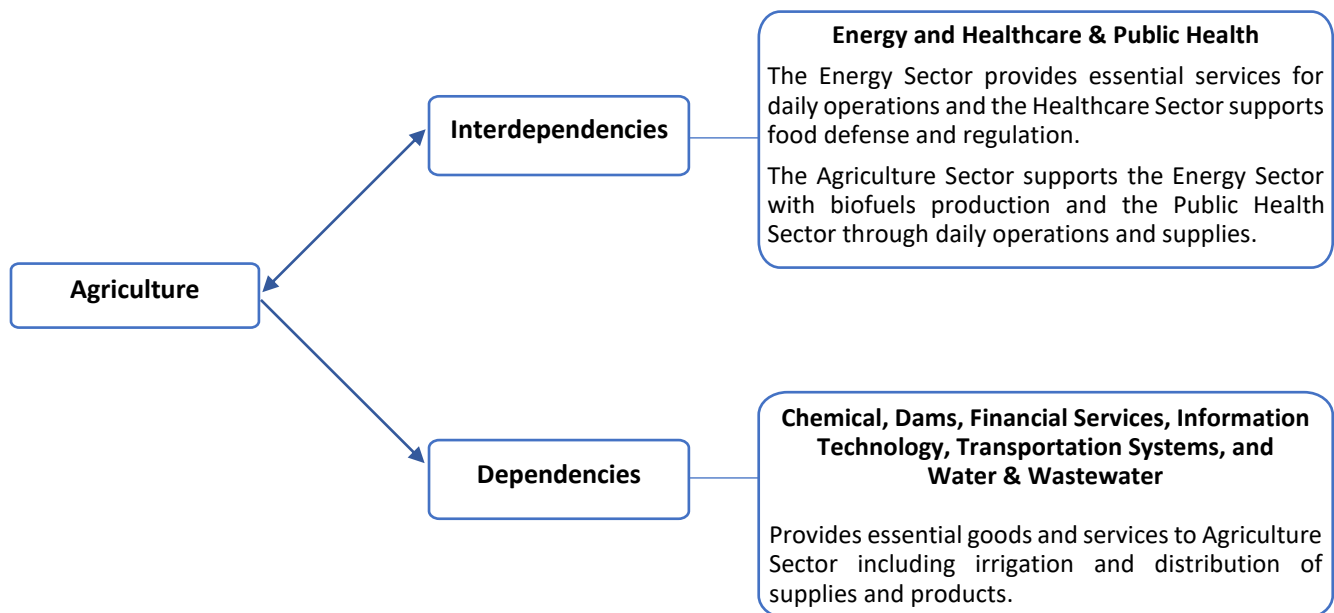 Energy and Healthcare & Public Health
The Energy Sector provides essential services for
daily operations and the Healthcare Sector supports
food defense and regulation.
The Agriculture Sector supports the Energy Sector
with biofuels production and the Public Health
Sector through daily operations and supplies.
Interdependencies
Agriculture
Dependencies
Chemical, Dams, Financial Services, Information
Technology, Transportation Systems, and
Water & Wastewater
Provides essential goods and services to Agriculture
Sector including irrigation and distribution of
supplies and products.